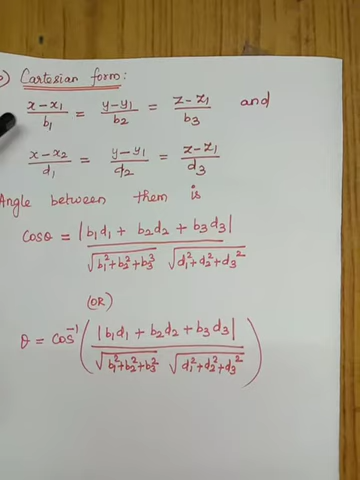 ) Cartesian form:
(x-x₁)/b₁ = (y-y₁)/b₂ = (z-z₁)/b₃ and
(x-x₂)/d₁ = (y-y₁)/d₂ = (z-z₁)/d₃
Angle between them is
cosθ = |b₁d₁ + b₂d₂ + b₃d₃| / (√(b₁²+b₂²+b₃²) √(d₁²+d₂²+d₃²))
(OR)
θ = cos⁻¹( |b₁d₁ + b₂d₂ + b₃d₃| / (√(b₁²+b₂²+b₃²) √(d₁²+d₂²+d₃²)) )